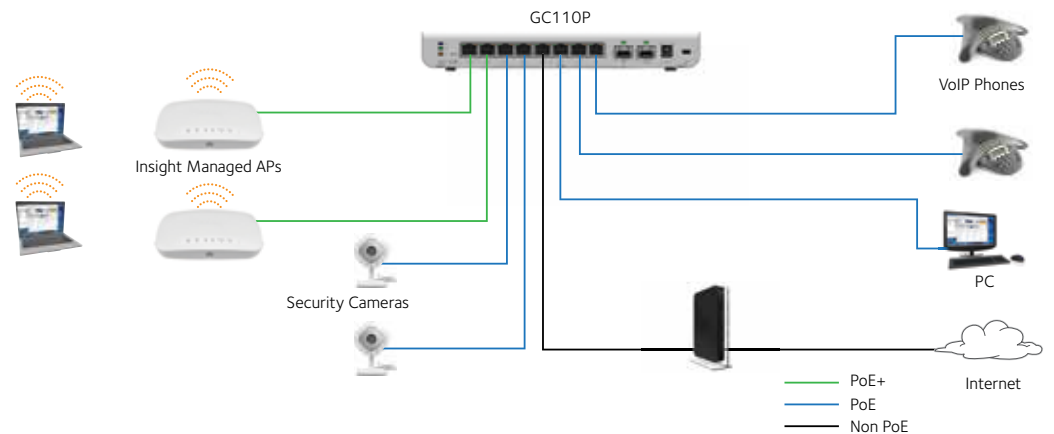 GC110P
VoIP Phones
Insight Managed APs
PC
Security Cameras
Internet
PoE+
PoE
Non PoE